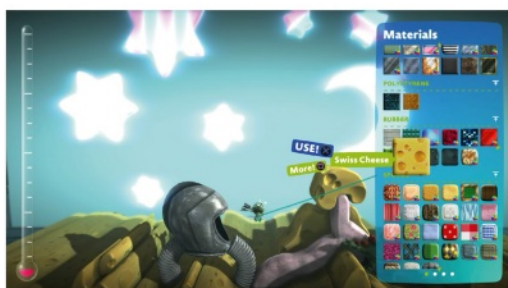 Materials
POLYSTYRENE
RUBBER
USE!
More!
Swiss Cheese